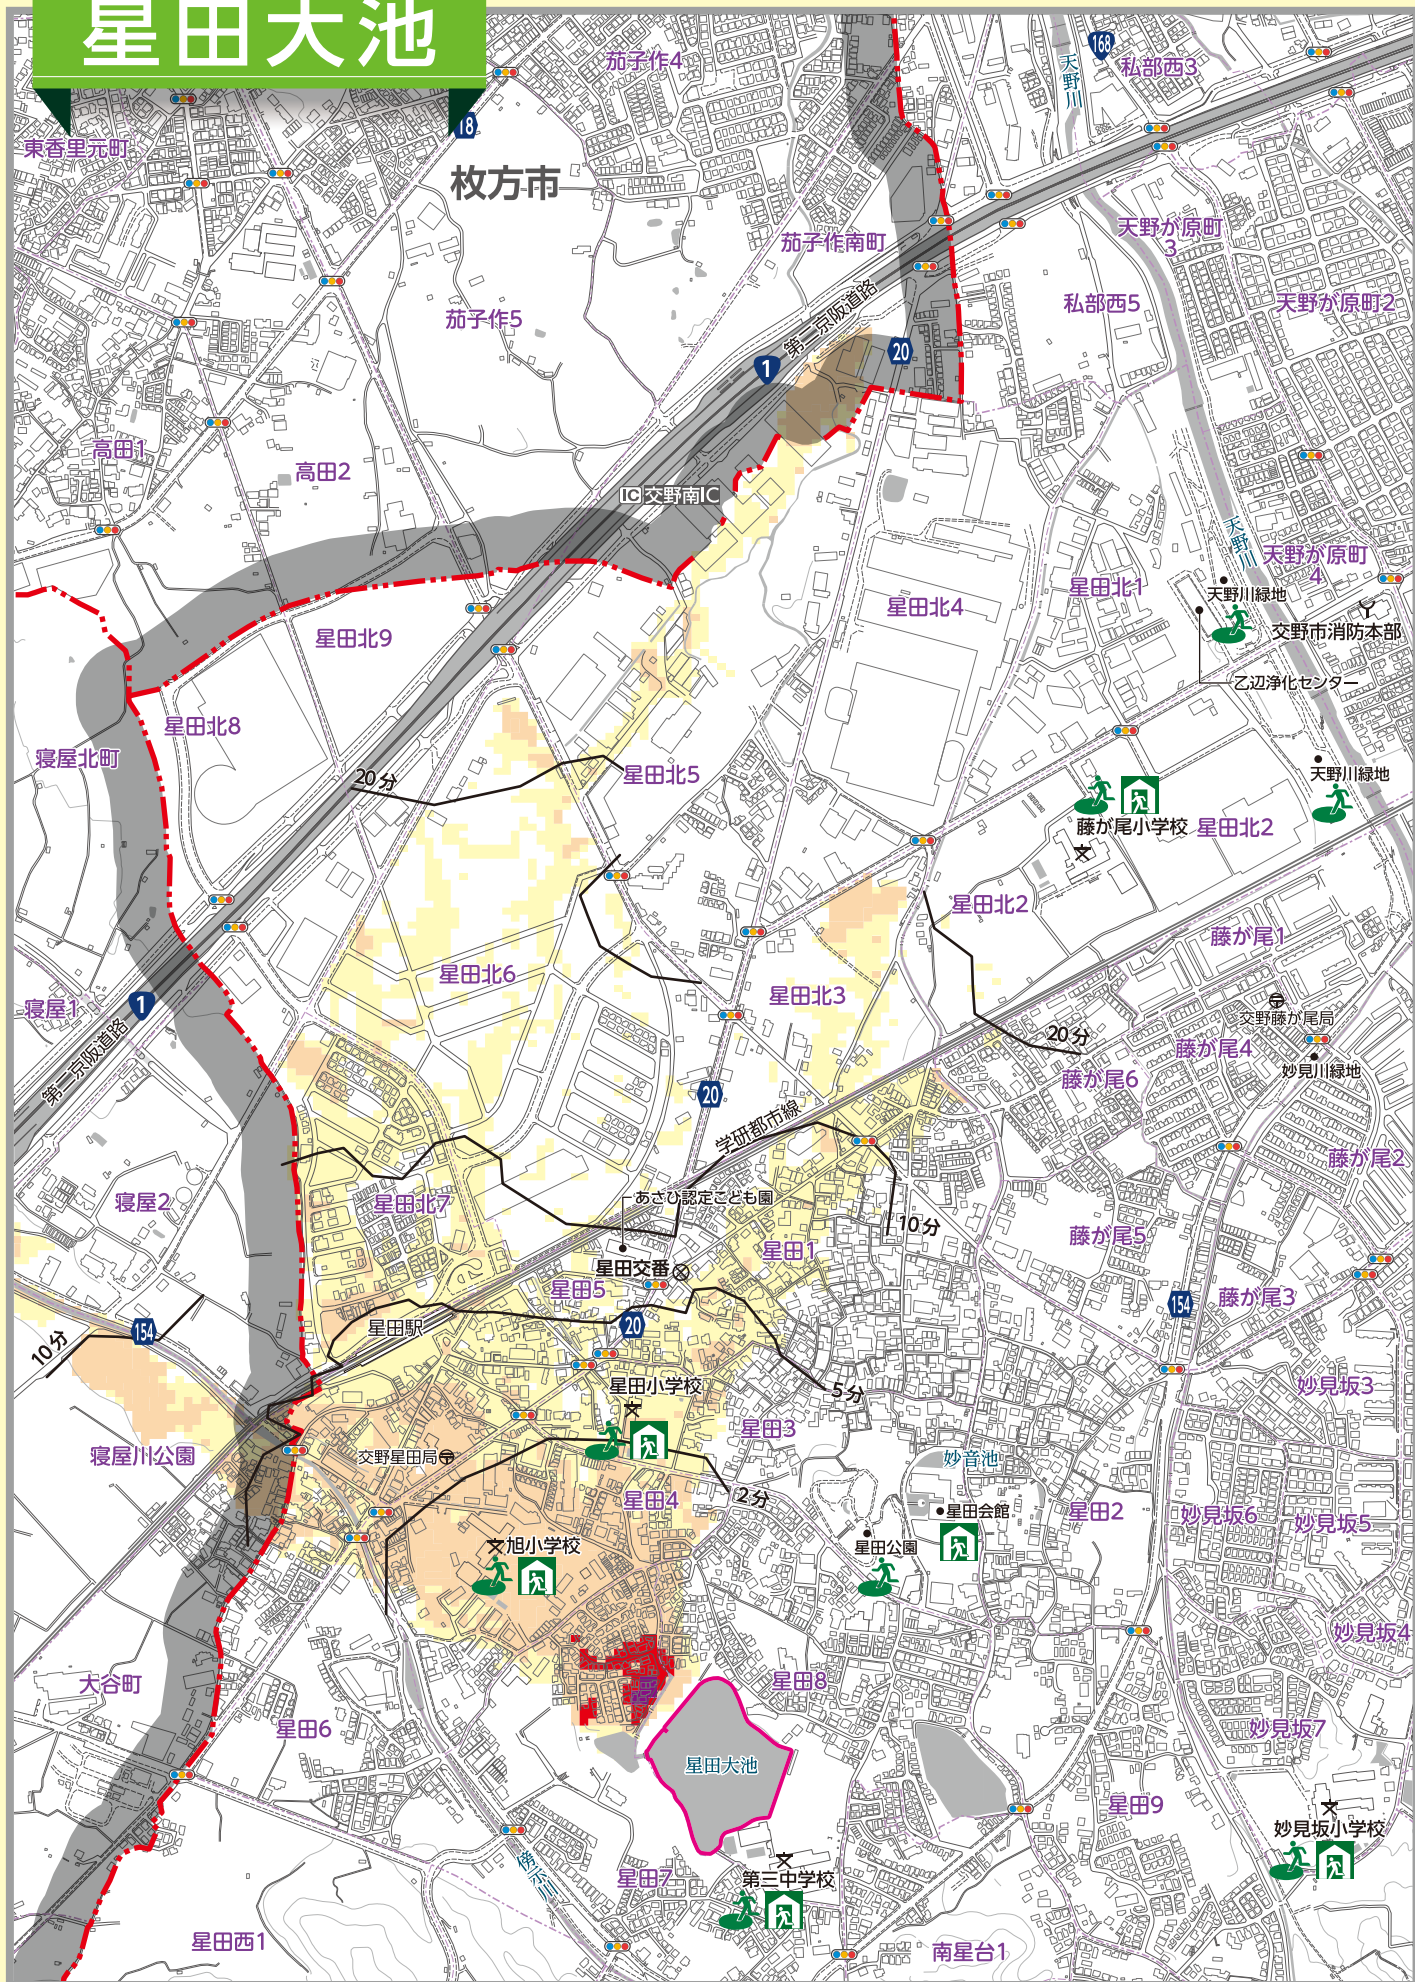 星田大池
茄子作4
168
私部西3
天野川
18
東香里元町
枚方市
茄子作南町
天野が原町
3
第二京阪道路
茄子作5
私部西5
天野が原町2
1
20
高田1
高田2
IC 交野南IC
天野川
天野が原町
4
星田北4
星田北1
天野川緑地
交野市消防本部
星田北9
乙辺浄化センター
星田北8
寝屋北町
20分
星田北5
天野川緑地
藤が尾小学校
星田北2
星田北2
藤が尾1
星田北6
星田北3
寝屋1
1
交野藤が尾局
第二京阪道路
20分
藤が尾4
妙見川緑地
藤が尾6
20
学研都市線
藤が尾2
寝屋2
星田北7
あさひ認定こども園
10分
藤が尾5
星田1
星田交番
星田5
藤が尾3
154
10分
154
星田駅
20
5分
星田小学校
妙見坂3
星田3
寝屋川公園
交野星田局
妙音池
2分
星田4
星田会館
星田2
妙見坂6
妙見坂5
旭小学校
星田公園
妙見坂4
大谷町
星田8
星田6
妙見坂7
星田大池
星田9
妙見坂小学校
傍示川
星田7
第三中学校
星田西1
南星台1